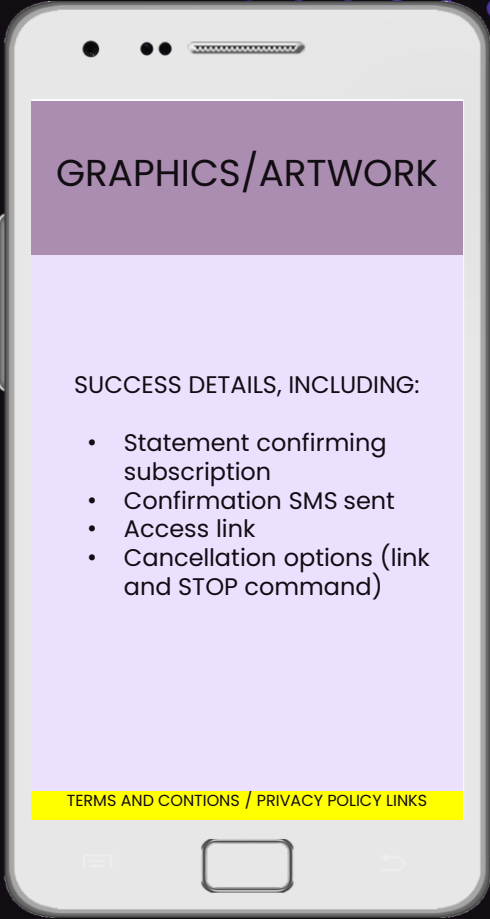 GRAPHICS/ARTWORK
SUCCESS DETAILS, INCLUDING:
• Statement confirming
subscription
• Confirmation SMS sent
• Access link
• Cancellation options (link
and STOP command)
TERMS AND CONTIONS / PRIVACY POLICY LINKS